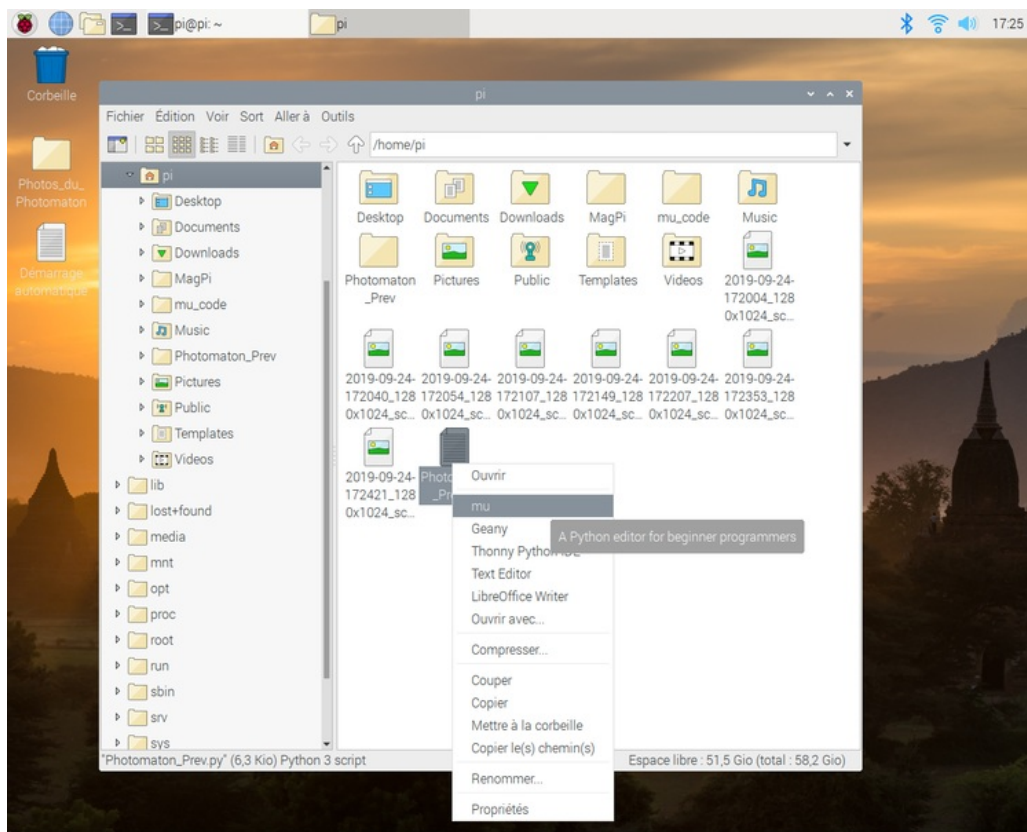 pi@pi: ~
pi
17:25
Corbeille
Photos_du_
Photomaton
Démarrage
automatique
pi
Fichier Édition Voir Sort Aller à Outils
/home/pi
pi
Desktop
Documents
Downloads
MagPi
mu_code
Music
Photomaton_Prev
Pictures
Public
Templates
Videos
lib
lost+found
media
mnt
opt
proc
root
run
sbin
srv
sys
Desktop Documents Downloads MagPi mu_code Music
Photomaton Pictures Public Templates Videos 2019-09-24-
_Prev 172004_128
0x1024_sc...
2019-09-24- 2019-09-24- 2019-09-24- 2019-09-24- 2019-09-24- 2019-09-24-
172040_128 172054_128 172107_128 172149_128 172207_128 172353_128
0x1024_sc... 0x1024_sc... 0x1024_sc... 0x1024_sc... 0x1024_sc... 0x1024_sc...
2019-09-24-
172421_128
0x1024_sc...
Ouvrir
mu
A Python editor for beginner programmers
Geany
Thonny Python IDE
Text Editor
LibreOffice Writer
Ouvrir avec...
Compresser...
Couper
Copier
Mettre à la corbeille
Copier le(s) chemin(s)
Renommer...
Propriétés
"Photomaton_Prev.py" (6,3 Kio) Python 3 script
Espace libre : 51,5 Gio (total : 58,2 Gio)